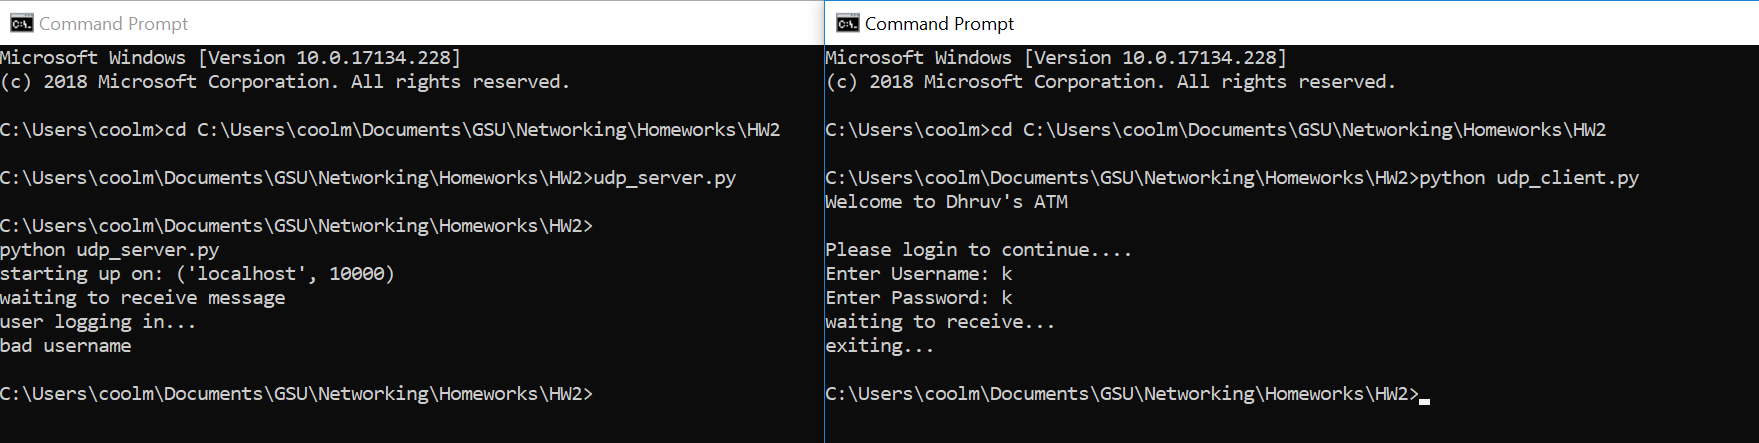 Command Prompt
Microsoft Windows [Version 10.0.17134.228]
(c) 2018 Microsoft Corporation. All rights reserved.
C:\Users\coolm>cd C:\Users\coolm\Documents\GSU\Networking\Homeworks\HW2
C:\Users\coolm\Documents\GSU\Networking\Homeworks\HW2>udp_server.py
C:\Users\coolm\Documents\GSU\Networking\Homeworks\HW2>
python udp_server.py
starting up on: ('localhost', 10000)
waiting to receive message
user logging in...
bad username
C:\Users\coolm\Documents\GSU\Networking\Homeworks\HW2>
Command Prompt
Microsoft Windows [Version 10.0.17134.228]
(c) 2018 Microsoft Corporation. All rights reserved.
C:\Users\coolm>cd C:\Users\coolm\Documents\GSU\Networking\Homeworks\HW2
C:\Users\coolm\Documents\GSU\Networking\Homeworks\HW2>python udp_client.py
Welcome to Dhruv's ATM
Please login to continue....
Enter Username: k
Enter Password: k
waiting to receive...
exiting...
C:\Users\coolm\Documents\GSU\Networking\Homeworks\HW2>